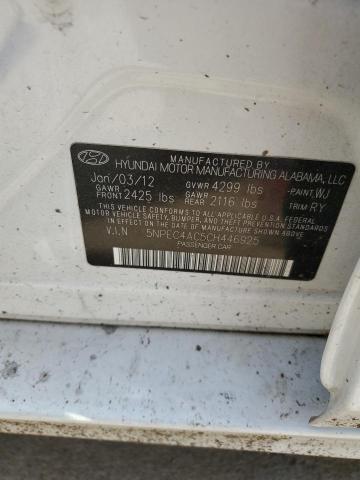 MANUFACTURED BY
HYUNDAI MOTOR MANUFACTURING ALABAMA, LLC
Jan/03/12 GVWR 4299 lbs PAINT WJ
GAWR FRONT 2425 lbs GAWR REAR 2116 lbs TRIM RY
THIS VEHICLE CONFORMS TO ALL APPLICABLE U.S.A. FEDERAL
MOTOR VEHICLE SAFETY, BUMPER, AND THEFT PREVENTION STANDARDS
IN EFFECT ON THE DATE OF MANUFACTURE SHOWN ABOVE.
V.I.N 5NPEC4AC5CH446925
PASSENGER CAR